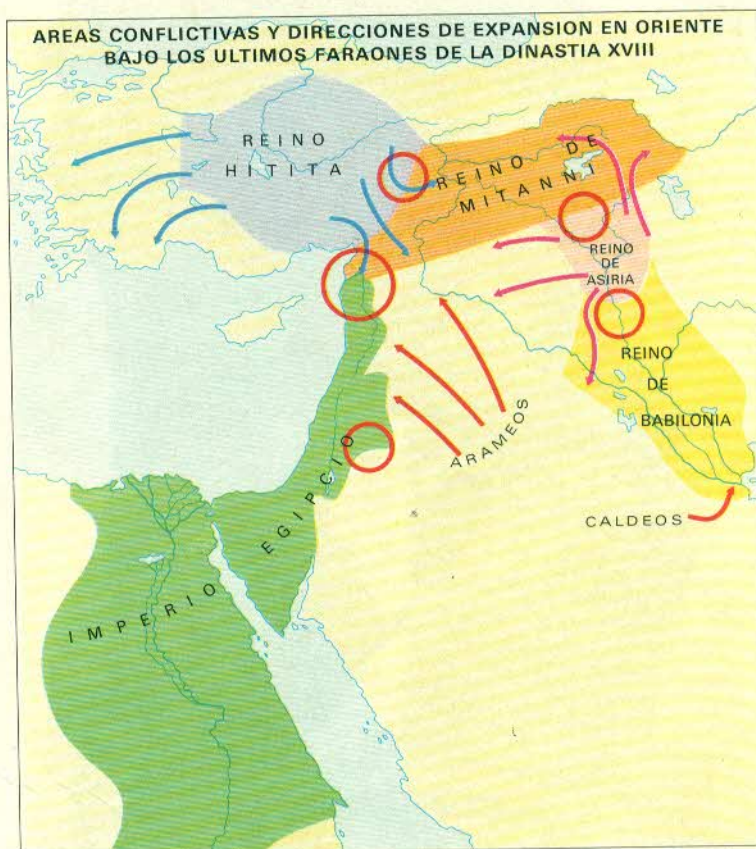 AREAS CONFLICTIVAS Y DIRECCIONES DE EXPANSION EN ORIENTE
BAJO LOS ULTIMOS FARAONES DE LA DINASTIA XVIII
REINO
HITITA
REINO DE
MITANNI
REINO
DE
ASIRIA
REINO
DE
BABILONIA
ARAMEOS
CALDEOS
IMPERIO EGIPCIO